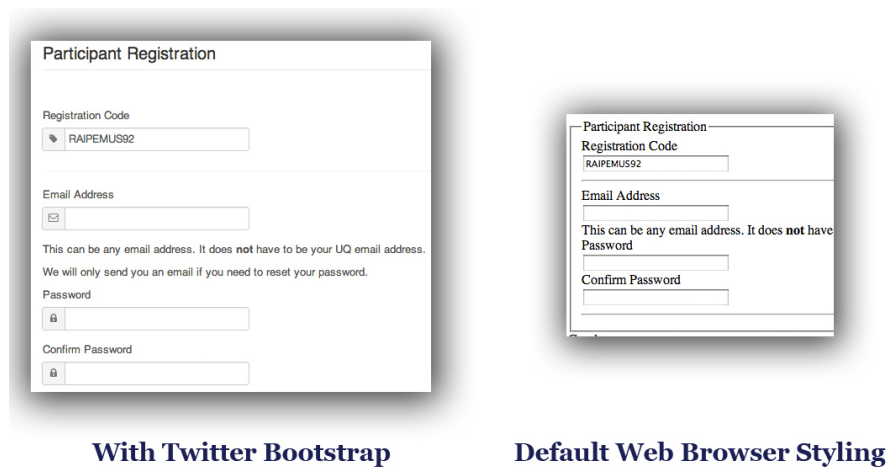 Participant Registration
Registration Code
RAIPEMUS92
Email Address
This can be any email address. It does not have to be your UQ email address.
We will only send you an email if you need to reset your password.
Password
Confirm Password
With Twitter Bootstrap
Participant Registration
Registration Code
RAIPEMUS92
Email Address
This can be any email address. It does not have
Password
Confirm Password
Default Web Browser Styling